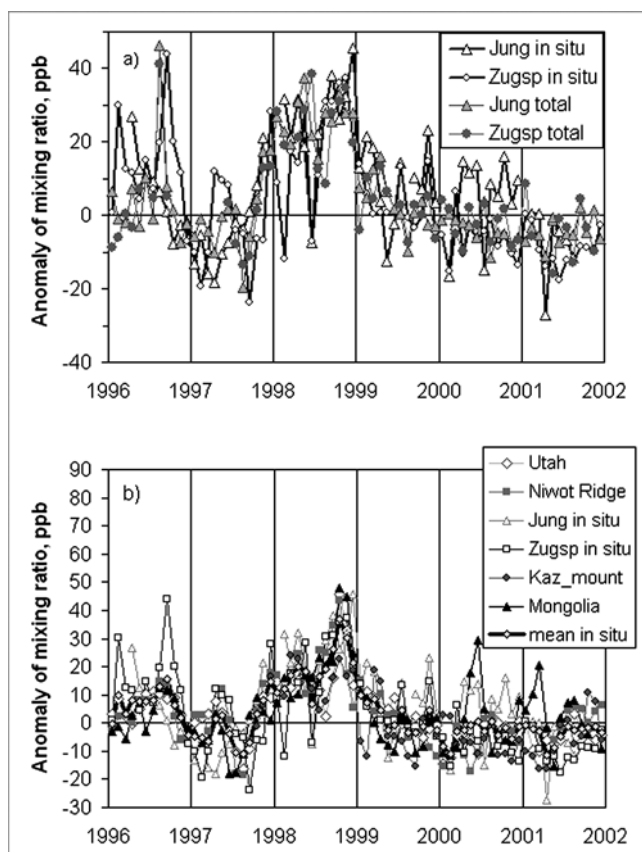 a)
Jung in situ
Zugsp in situ
Jung total
Zugsp total
Anomaly of mixing ratio, ppb
40
20
0
-20
-40
1996 1997 1998 1999 2000 2001 2002
b)
Utah
Niwot Ridge
Jung in situ
Zugsp in situ
Kaz_mount
Mongolia
mean in situ
Anomaly of mixing ratio, ppb
90
80
70
60
50
40
30
20
10
0
-10
-20
-30
1996 1997 1998 1999 2000 2001 2002